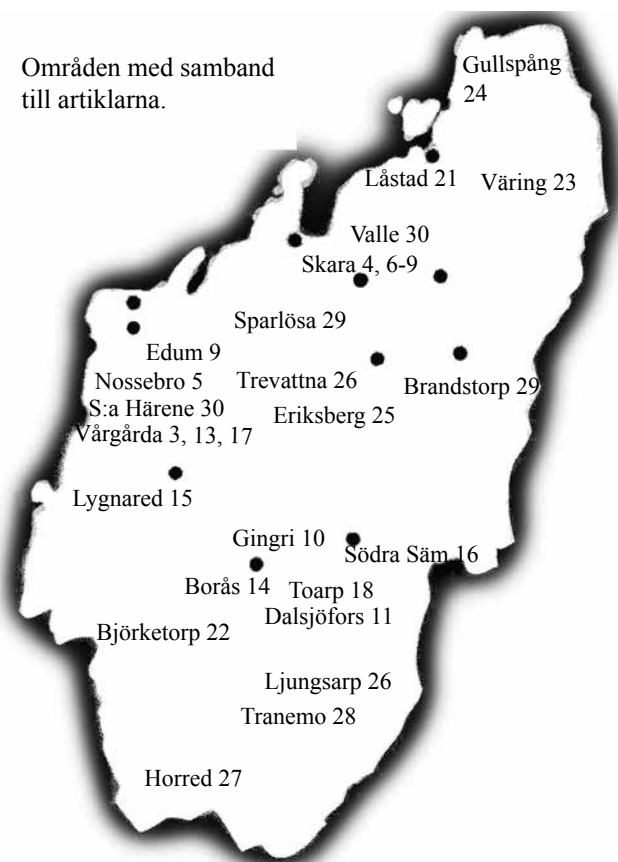 Områden med samband
till artiklarna.
Gullspång
24
Låstad 21
Väring 23
Valle 30
Skara 4, 6-9
Sparlösa 29
Edum 9
Nossebro 5
Trevattna 26
Brandstorp 29
S:a Härene 30
Eriksberg 25
Vårgårda 3, 13, 17
Lygnared 15
Gingri 10
Södra Säm 16
Borås 14
Toarp 18
Dalsjöfors 11
Björketorp 22
Ljungsarp 26
Tranemo 28
Horred 27